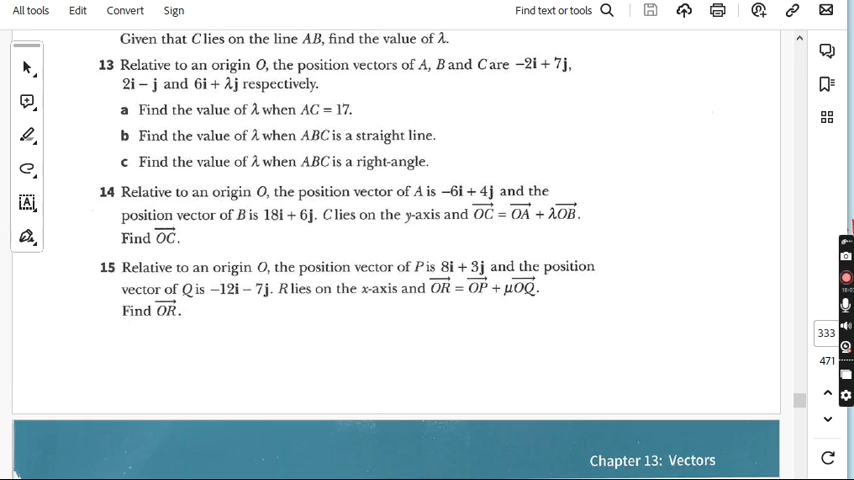 All tools Edit Convert Sign Find text or tools
Given that C lies on the line AB, find the value of λ.
13 Relative to an origin O, the position vectors of A, B and C are −2i + 7j,
2i − j and 6i + λj respectively.
a Find the value of λ when AC = 17.
b Find the value of λ when ABC is a straight line.
c Find the value of λ when ABC is a right-angle.
14 Relative to an origin O, the position vector of A is −6i + 4j and the
position vector of B is 18i + 6j. C lies on the y-axis and OC = OA + λOB.
Find OC.
15 Relative to an origin O, the position vector of P is 8i + 3j and the position
vector of Q is −12i − 7j. R lies on the x-axis and OR = OP + μOQ.
Find OR.
333
471
Chapter 13: Vectors